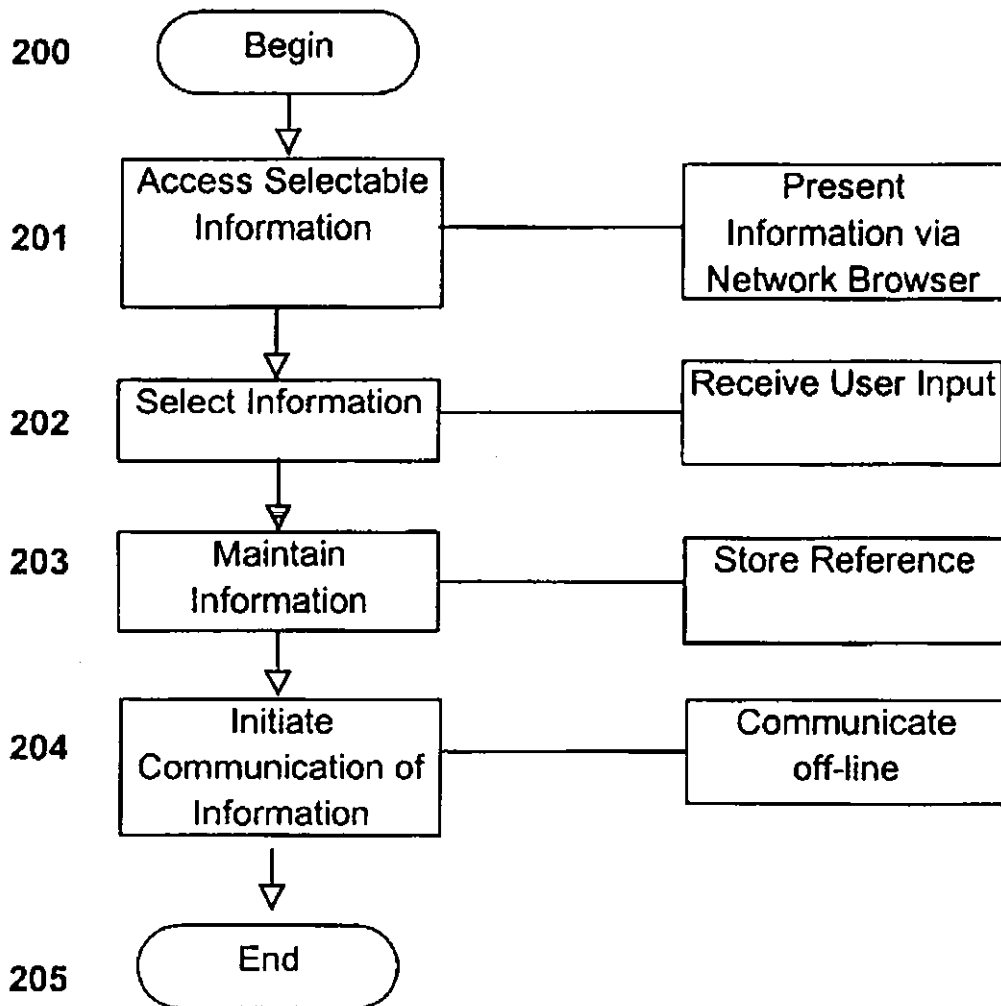 200
Begin
201
Access Selectable
Information
Present
Information via
Network Browser
202
Select Information
Receive User Input
203
Maintain
Information
Store Reference
204
Initiate
Communication of
Information
Communicate
off-line
End
205